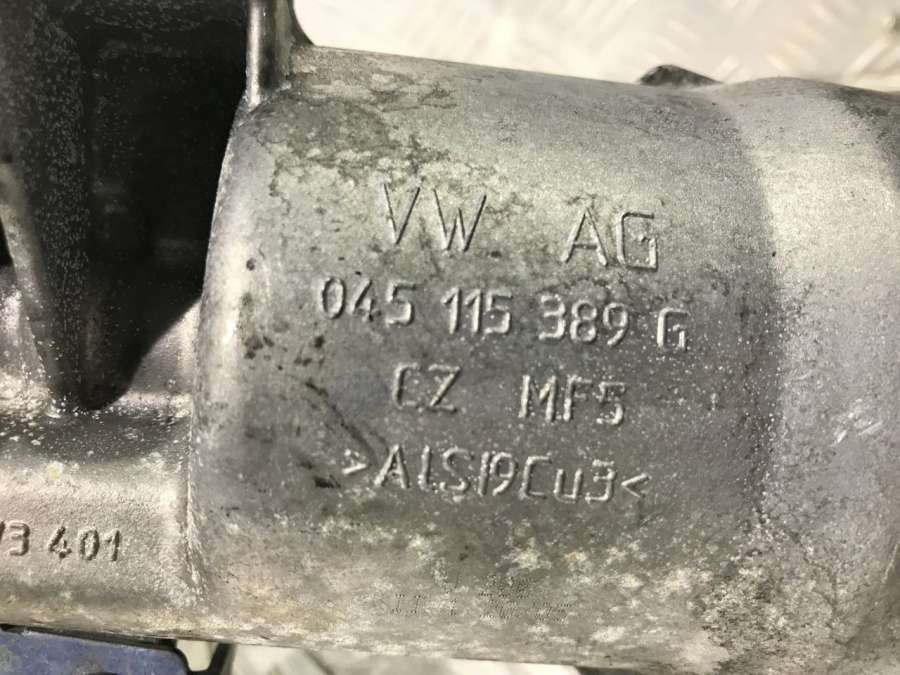 VW AG
045 115 389 G
CZ MF5
>AlSi9Cu3<
/3 401